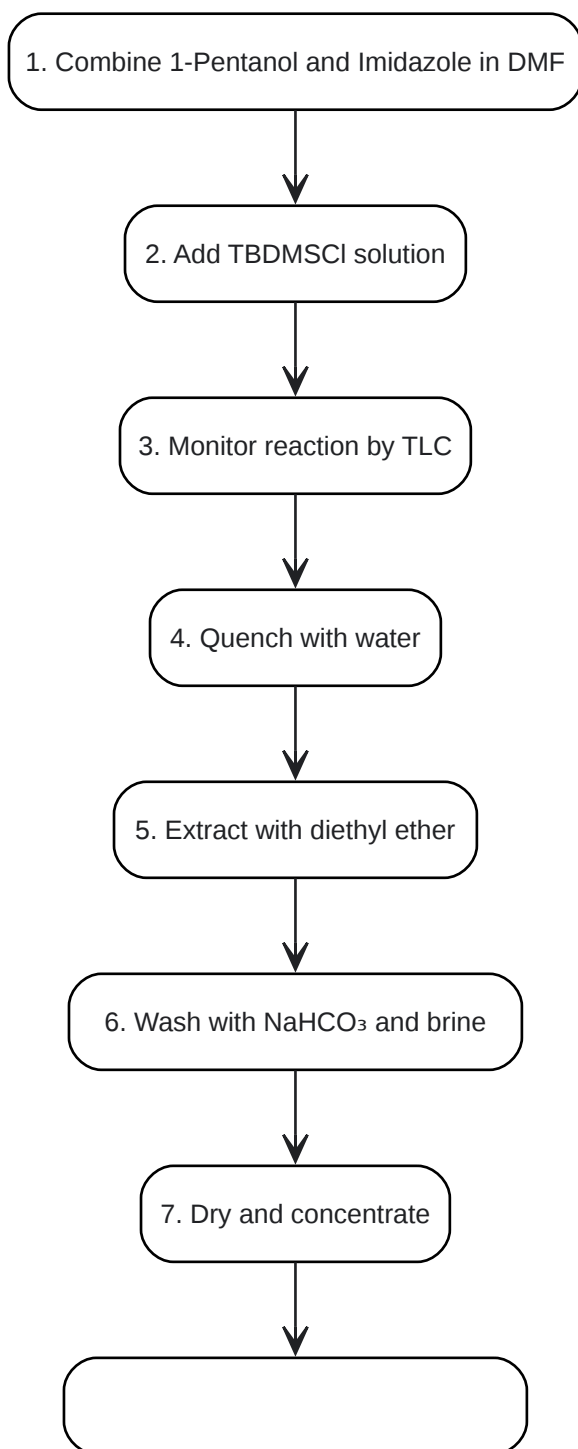 1. Combine 1-Pentanol and Imidazole in DMF
2. Add TBDMSCl solution
3. Monitor reaction by TLC
4. Quench with water
5. Extract with diethyl ether
6. Wash with NaHCO₃ and brine
7. Dry and concentrate